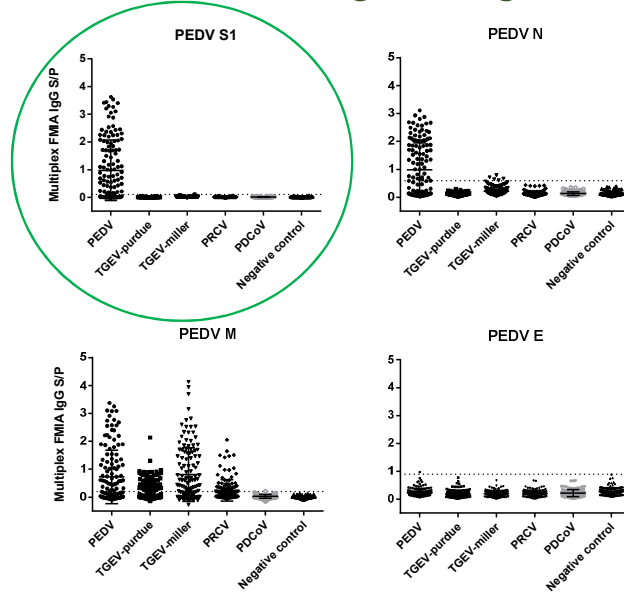 PEDV S1
Multiplex FMIA IgG S/P
5
4
3
2
1
0
PEDV
TGEV-purdue
TGEV-miller
PRCV
PDCoV
Negative control
PEDV N
5
4
3
2
1
0
PEDV
TGEV-purdue
TGEV-miller
PRCV
PDCoV
Negative control
PEDV M
Multiplex FMIA IgG S/P
5
4
3
2
1
0
PEDV
TGEV-purdue
TGEV-miller
PRCV
PDCoV
Negative control
PEDV E
5
4
3
2
1
0
PEDV
TGEV-purdue
TGEV-miller
PRCV
PDCoV
Negative control